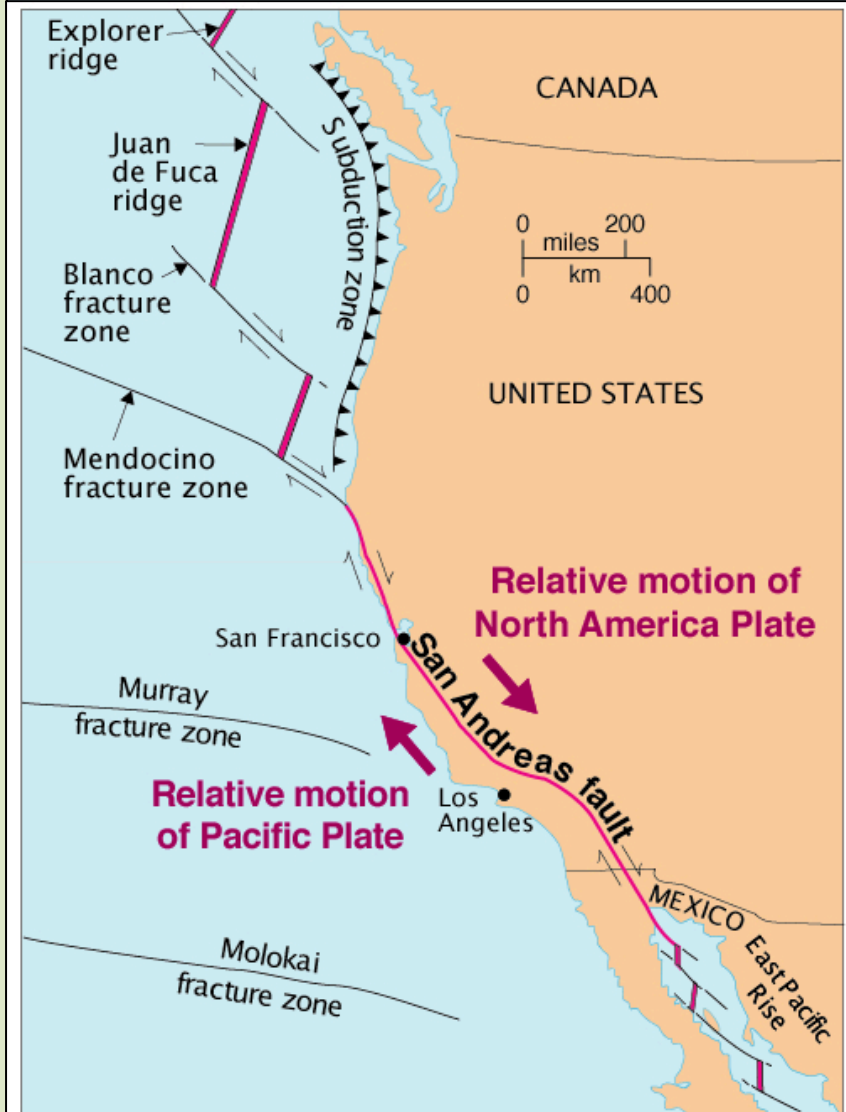 Explorer
ridge
CANADA
Juan
de Fuca
ridge
Subduction zone
0 200
miles
km
0 400
Blanco
fracture
zone
UNITED STATES
Mendocino
fracture zone
Relative motion of
North America Plate
San Francisco
San Andreas fault
Murray
fracture zone
Relative motion
of Pacific Plate
Los
Angeles
MEXICO
East Pacific
Rise
Molokai
fracture zone